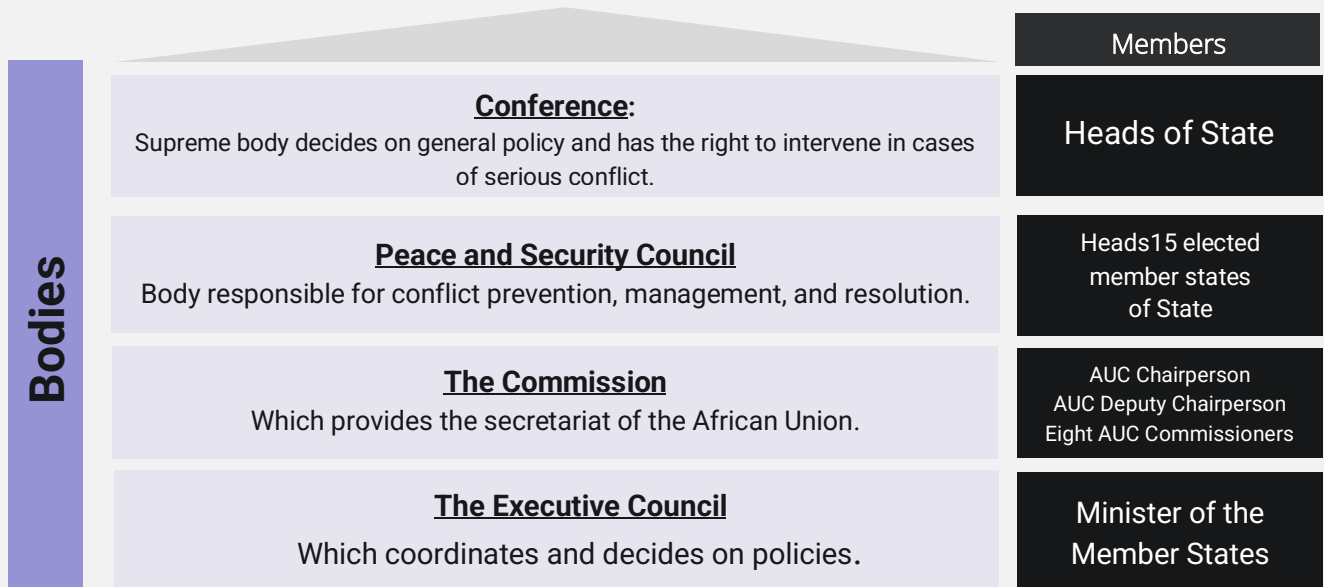 Members
Bodies
Conference:
Supreme body decides on general policy and has the right to intervene in cases
of serious conflict.
Heads of State
Peace and Security Council
Body responsible for conflict prevention, management, and resolution.
Heads15 elected
member states
of State
The Commission
Which provides the secretariat of the African Union.
AUC Chairperson
AUC Deputy Chairperson
Eight AUC Commissioners
The Executive Council
Which coordinates and decides on policies.
Minister of the
Member States